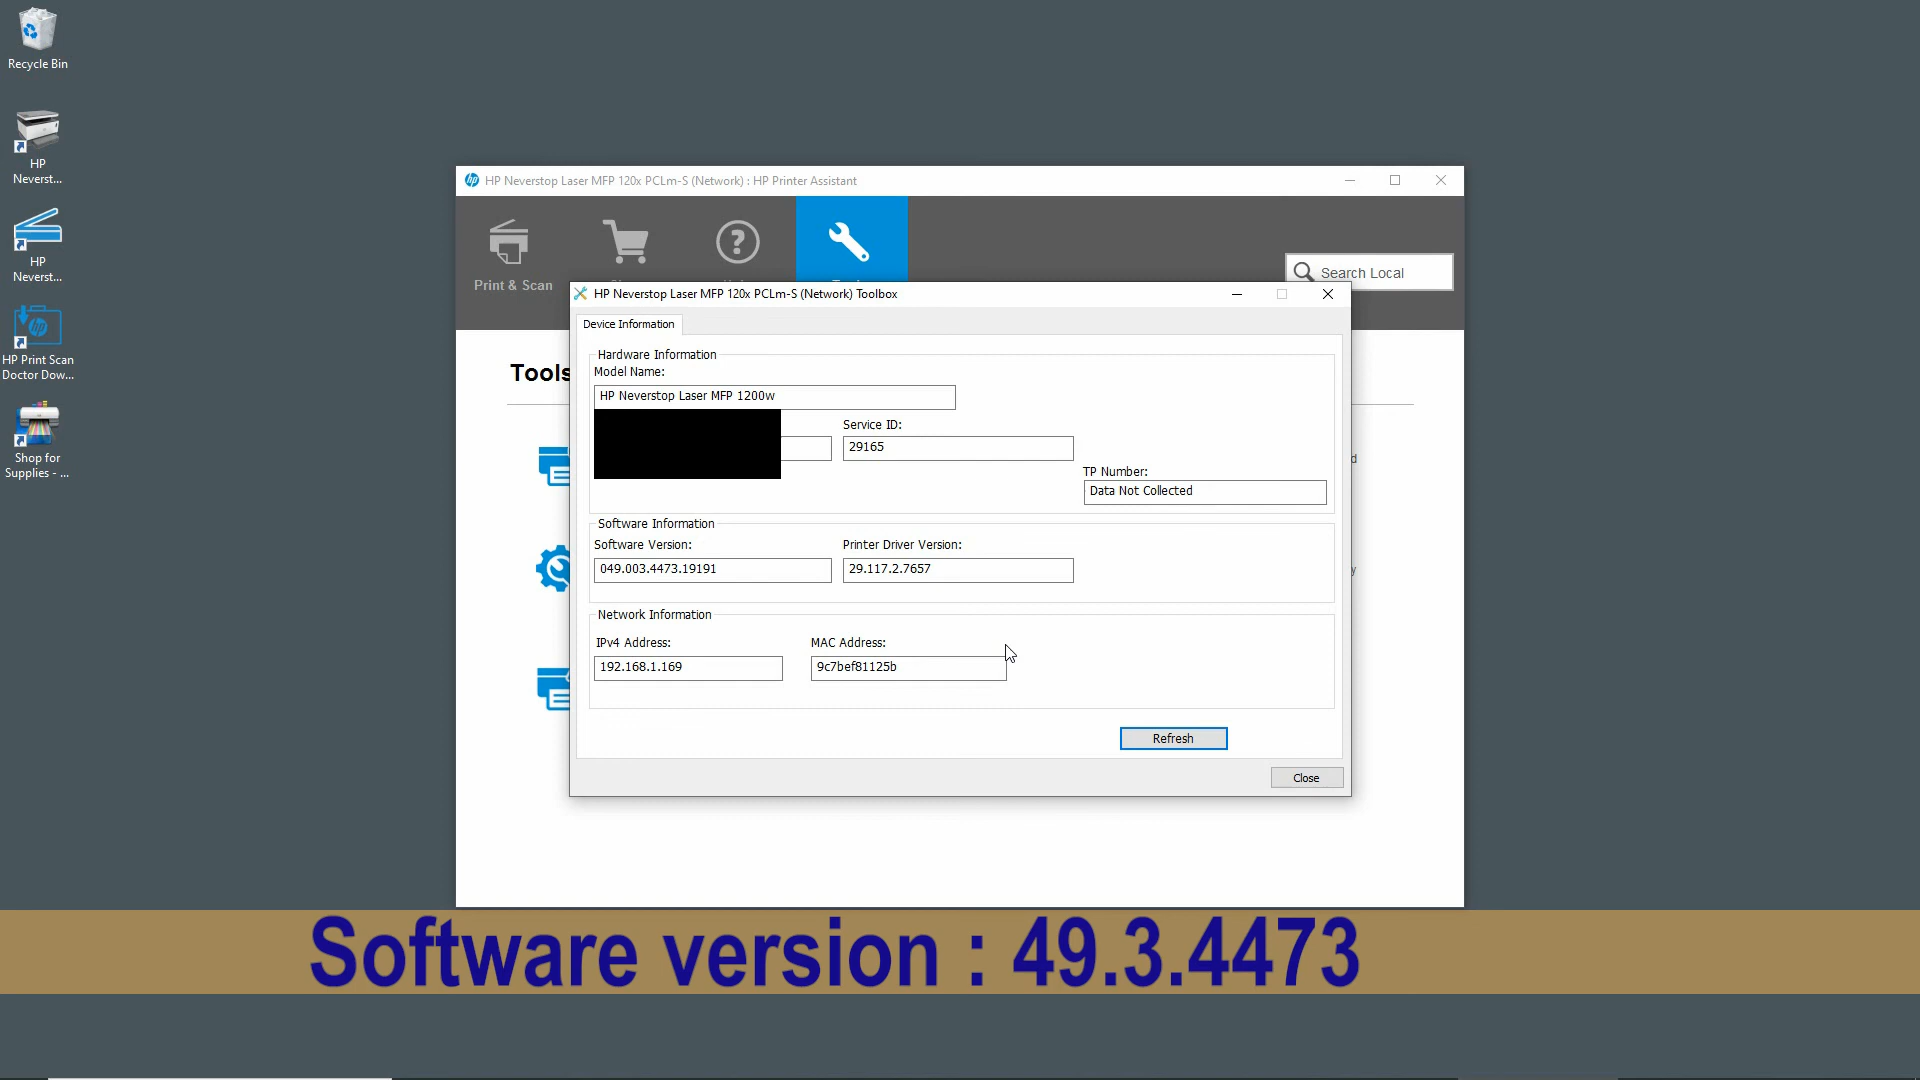 Recycle Bin
HP
Neverst...
HP
Neverst...
HP Print Scan
Doctor Dow...
Shop for
Supplies - ...
HP Neverstop Laser MFP 120x PCLm-S (Network) : HP Printer Assistant
Print & Scan
Search Local
Tools
HP Neverstop Laser MFP 120x PCLm-S (Network) Toolbox
Device Information
Hardware Information
Model Name:
HP Neverstop Laser MFP 1200w
Service ID:
29165
TP Number:
Data Not Collected
Software Information
Software Version:
Printer Driver Version:
049.003.4473.19191
29.117.2.7657
Network Information
IPv4 Address:
MAC Address:
192.168.1.169
9c7bef81125b
Refresh
Close
Software version : 49.3.4473